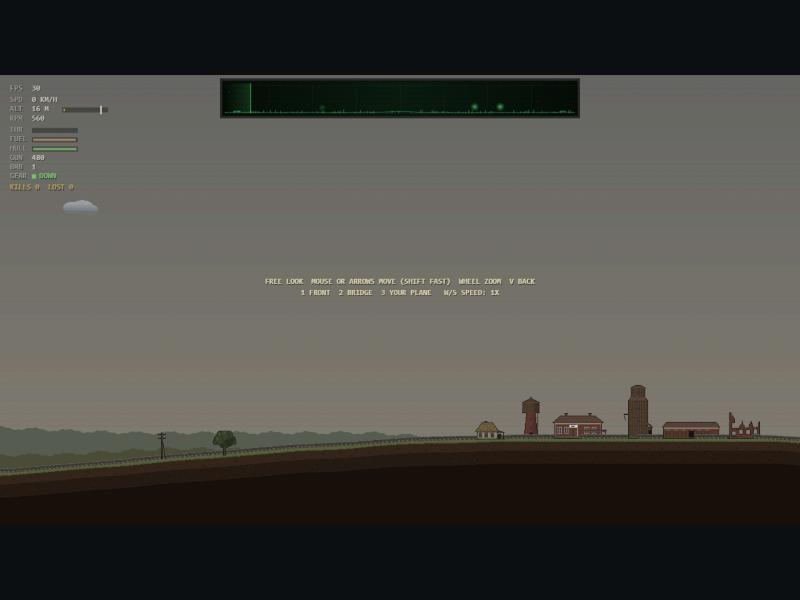 FPS 30
SPD 0 KM/H
ALT 16 M
RPM 560
THR
FUEL
HULL
GUN 480
BMB 1
GEAR DOWN
KILLS 0 LOST 0
FREE LOOK MOUSE OR ARROWS MOVE (SHIFT FAST) WHEEL ZOOM V BACK
1 FRONT 2 BRIDGE 3 YOUR PLANE W/S SPEED: 1X